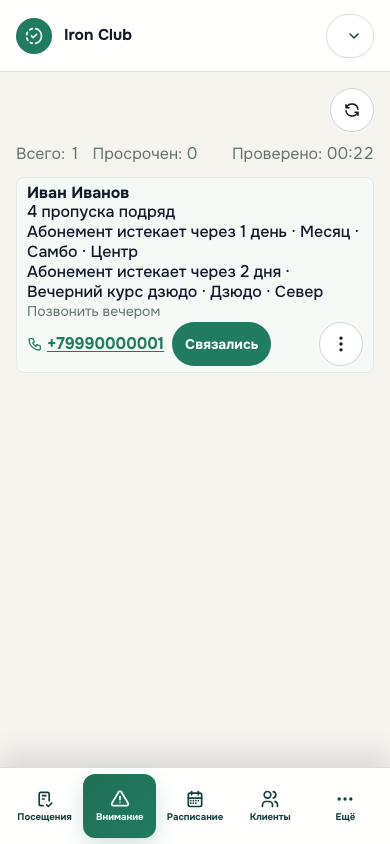 Iron Club
Всего: 1 Просрочен: 0 Проверено: 00:22
Иван Иванов
4 пропуска подряд
Абонемент истекает через 1 день · Месяц ·
Самбо · Центр
Абонемент истекает через 2 дня ·
Вечерний курс дзюдо · Дзюдо · Север
Позвонить вечером
+79990000001 Связались
Посещения Внимание Расписание Клиенты Ещё